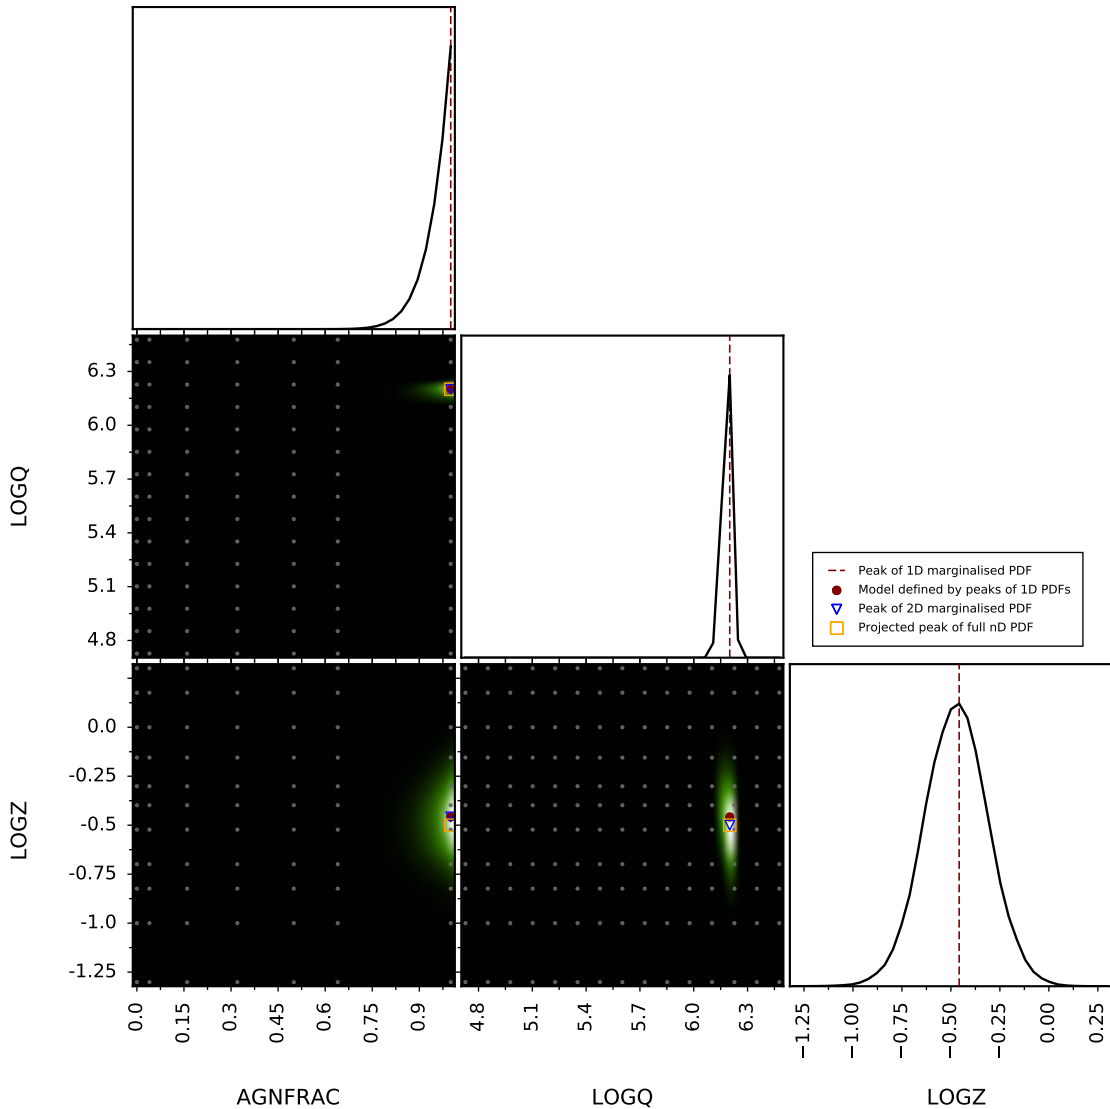 6.3
6.0
5.7
5.4
5.1
4.8
LOGQ
Peak of 1D marginalised PDF
Model defined by peaks of 1D PDFs
Peak of 2D marginalised PDF
Projected peak of full nD PDF
0.0
-0.25
-0.5
-0.75
-1.0
-1.25
LOGZ
0.0 0.15 0.3 0.45 0.6 0.75 0.9
4.8 5.1 5.4 5.7 6.0 6.3
−1.25 −1.00 −0.75 −0.50 −0.25 0.00 0.25
AGNFRAC LOGQ LOGZ